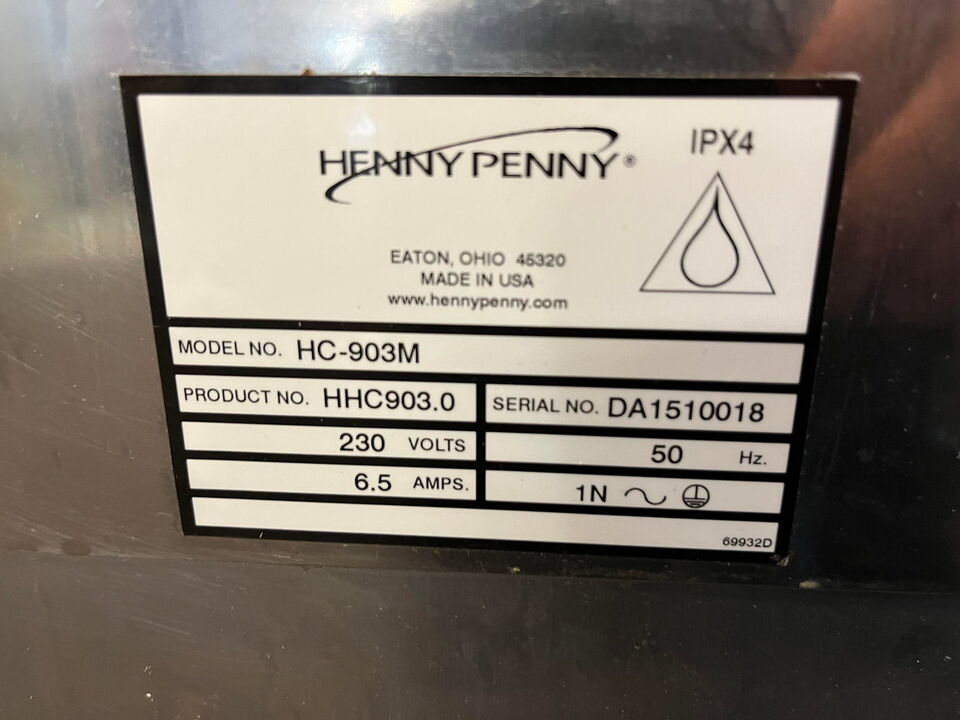 HENNY PENNY®
IPX4
EATON, OHIO 45320
MADE IN USA
www.hennypenny.com
MODEL NO. HC-903M
PRODUCT NO. HHC903.0
SERIAL NO. DA1510018
230 VOLTS
50 Hz.
6.5 AMPS.
1N
69932D